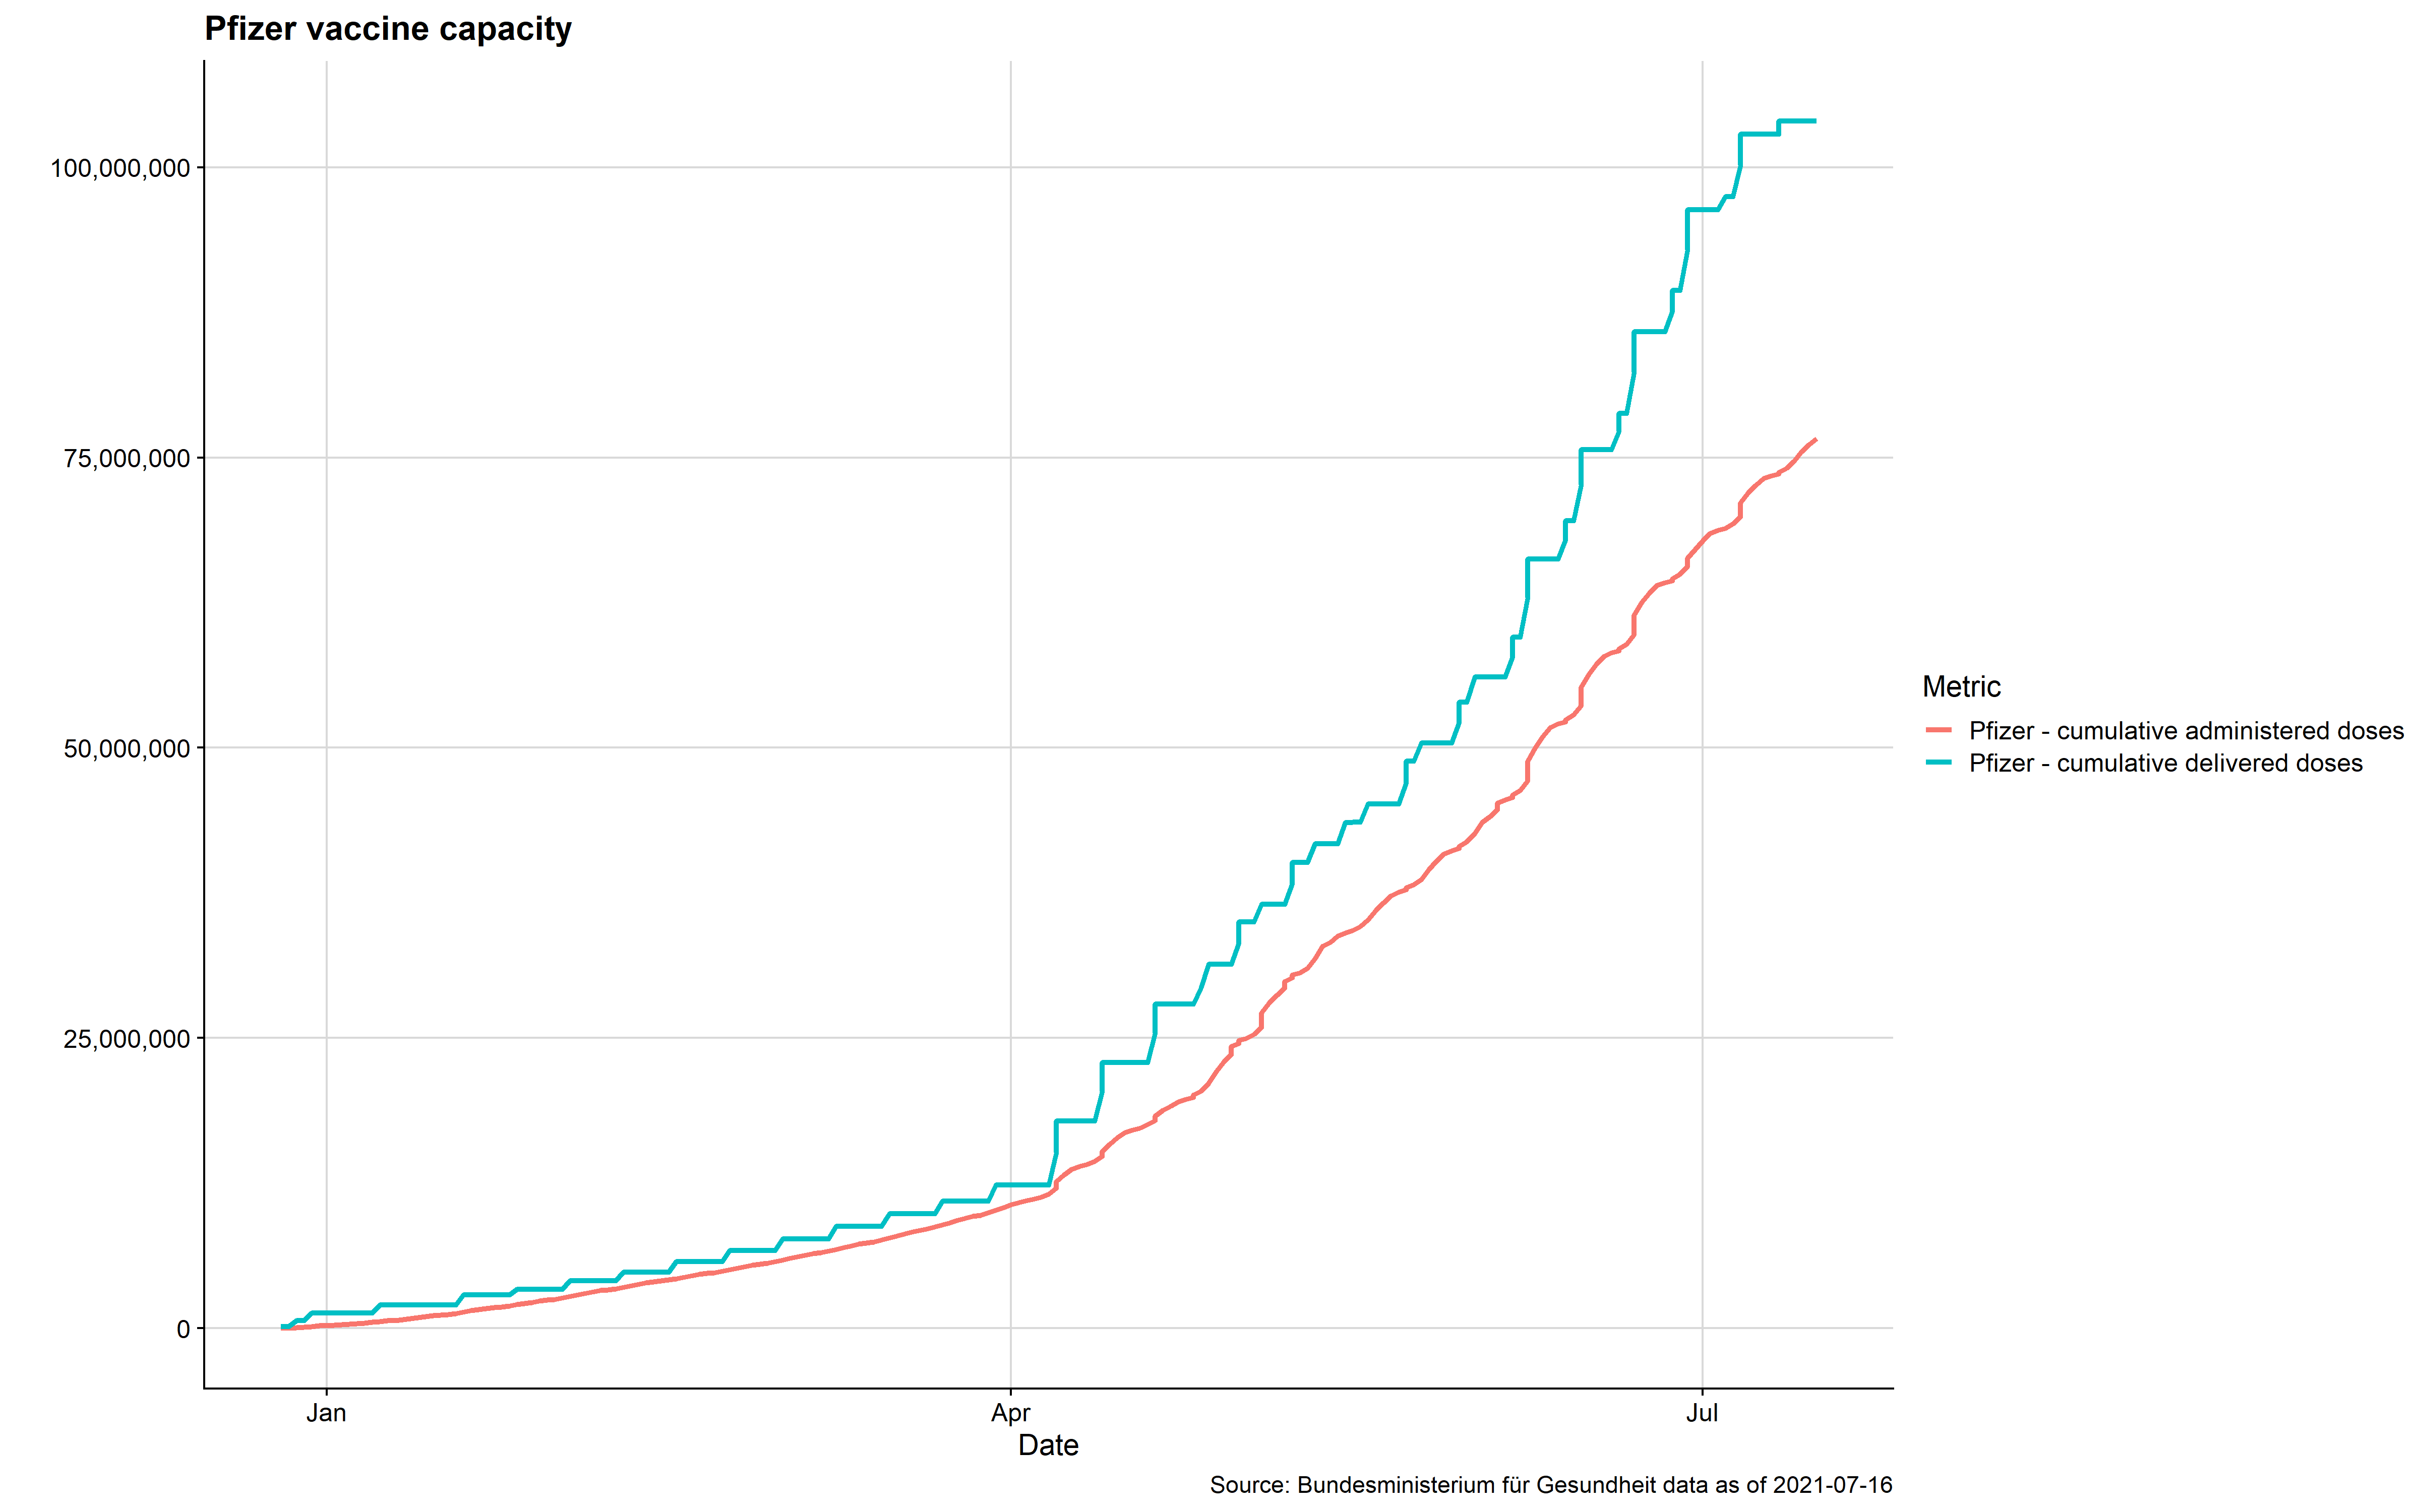 Pfizer vaccine capacity
100,000,000
75,000,000
50,000,000
25,000,000
0
Jan
Apr
Jul
Date
Metric
Pfizer - cumulative administered doses
Pfizer - cumulative delivered doses
Source: Bundesministerium für Gesundheit data as of 2021-07-16